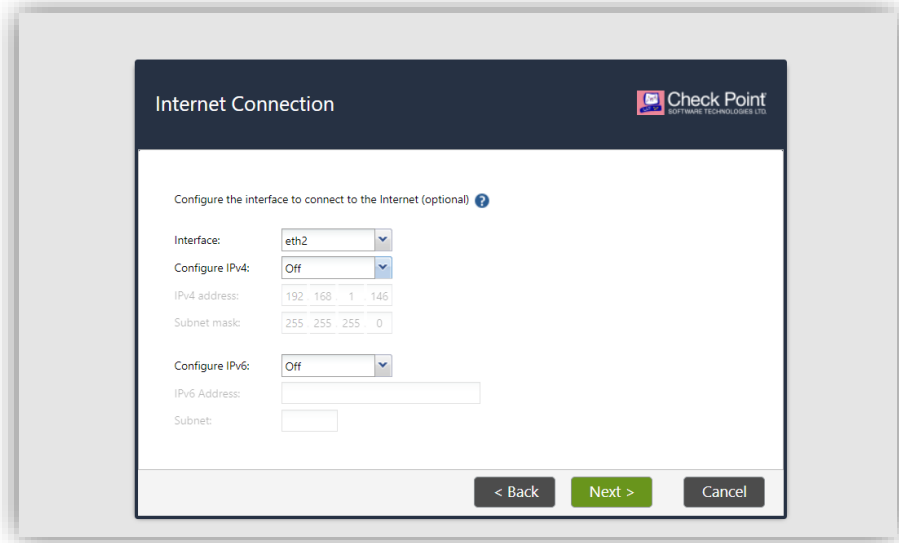 Internet Connection
Check Point
SOFTWARE TECHNOLOGIES LTD.
Configure the interface to connect to the Internet (optional) ?
Interface: eth2
Configure IPv4: Off
IPv4 address: 192 . 168 . 1 . 146
Subnet mask: 255 . 255 . 255 . 0
Configure IPv6: Off
IPv6 Address:
Subnet:
< Back Next > Cancel